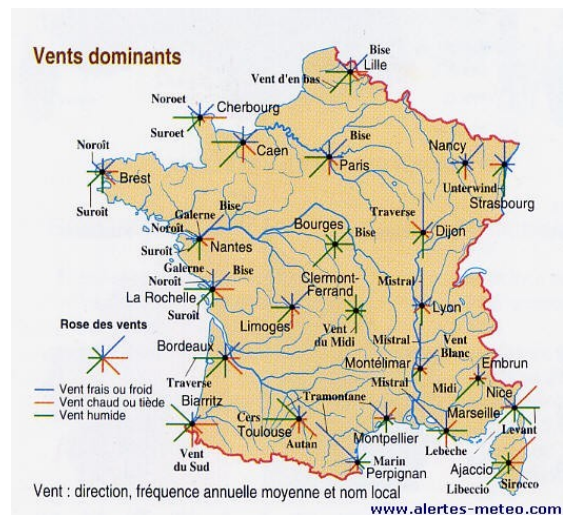 Vents dominants
Bise
Lille
Vent d'en bas
Noroet
Cherbourg
Suroet
Caen
Bise
Paris
Nancy
Noroît
Brest
Suroît
Unterwind
Strasbourg
Galerne
Bise
Noroît
Nantes
Suroît
Bourges
Bise
Traverse
Dijon
Galerne
Noroît
Bise
La Rochelle
Suroît
Clermont-
Ferrand
Mistral
Lyon
Limoges
Vent
du Midi
Rose des vents
Vent frais ou froid
Vent chaud ou tiède
Vent humide
Bordeaux
Traverse
Mistral
Vent
Blanc
Montélimar
Embrun
Mistral
Midi
Nice
Biarritz
Vent
du Sud
Cers
Toulouse
Autan
Tramontane
Montpellier
Marseille
Levant
Lebeche
Marin
Perpignan
Ajaccio
Libeccio
Sirocco
Vent : direction, fréquence annuelle moyenne et nom local
www.alertes-meteo.com